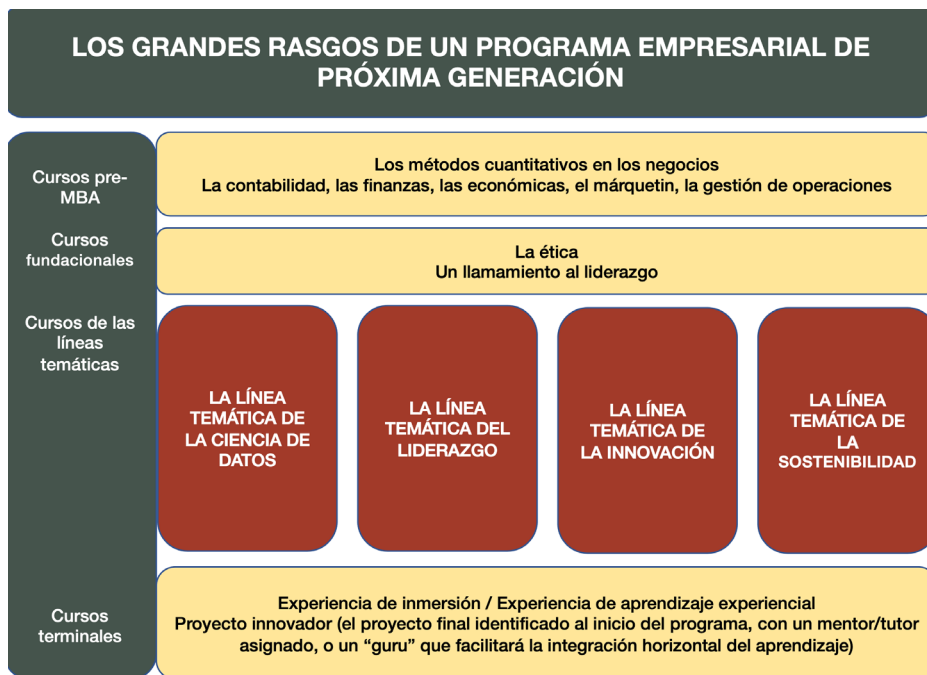 LOS GRANDES RASGOS DE UN PROGRAMA EMPRESARIAL DE
PRÓXIMA GENERACIÓN
Cursos pre-
MBA
Los métodos cuantitativos en los negocios
La contabilidad, las finanzas, las económicas, el márquetin, la gestión de operaciones
Cursos
fundacionales
La ética
Un llamamiento al liderazgo
Cursos de las
líneas
temáticas
LA LÍNEA
TEMÁTICA DE
LA CIENCIA DE
DATOS
LA LÍNEA
TEMÁTICA DEL
LIDERAZGO
LA LÍNEA
TEMÁTICA DE
LA INNOVACIÓN
LA LÍNEA
TEMÁTICA DE
LA
SOSTENIBILIDAD
Cursos
terminales
Experiencia de inmersión / Experiencia de aprendizaje experiencial
Proyecto innovador (el proyecto final identificado al inicio del programa, con un mentor/tutor
asignado, o un “guru” que facilitará la integración horizontal del aprendizaje)